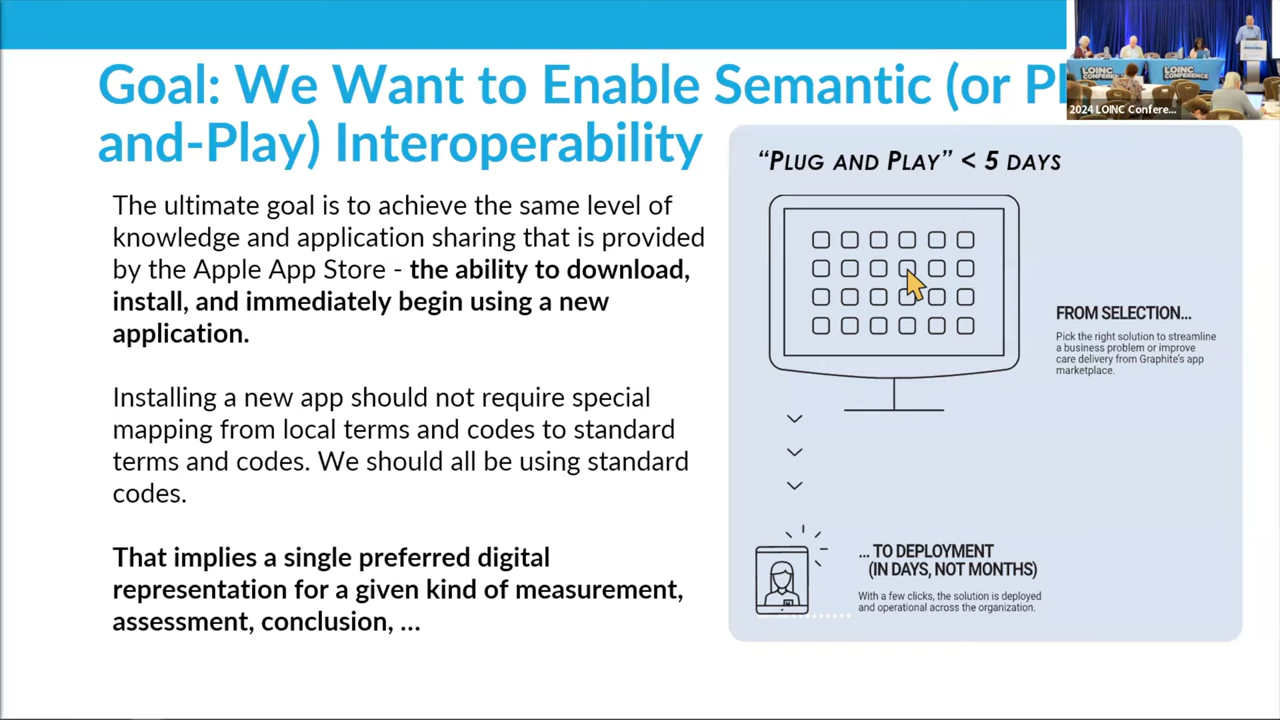 Goal: We Want to Enable Semantic (or Pl
and-Play) Interoperability
LOINC
CONFERENCE
LOINC
CONFERENCE
2024 LOINC Confere...
The ultimate goal is to achieve the same level of
knowledge and application sharing that is provided
by the Apple App Store - the ability to download,
install, and immediately begin using a new
application.
Installing a new app should not require special
mapping from local terms and codes to standard
terms and codes. We should all be using standard
codes.
That implies a single preferred digital
representation for a given kind of measurement,
assessment, conclusion, ...
“PLUG AND PLAY” < 5 DAYS
FROM SELECTION...
Pick the right solution to streamline
a business problem or improve
care delivery from Graphite's app
marketplace.
... TO DEPLOYMENT
(IN DAYS, NOT MONTHS)
With a few clicks, the solution is deployed
and operational across the organization.